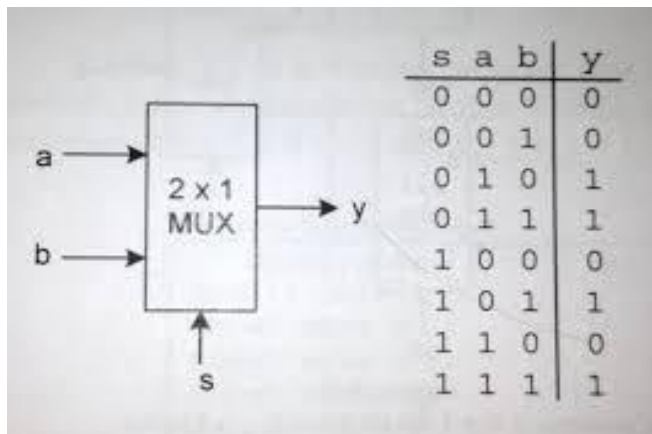 a
b
2 x 1
MUX
y
s
s a b y
0 0 0 0
0 0 1 0
0 1 0 1
0 1 1 1
1 0 0 0
1 0 1 1
1 1 0 0
1 1 1 1